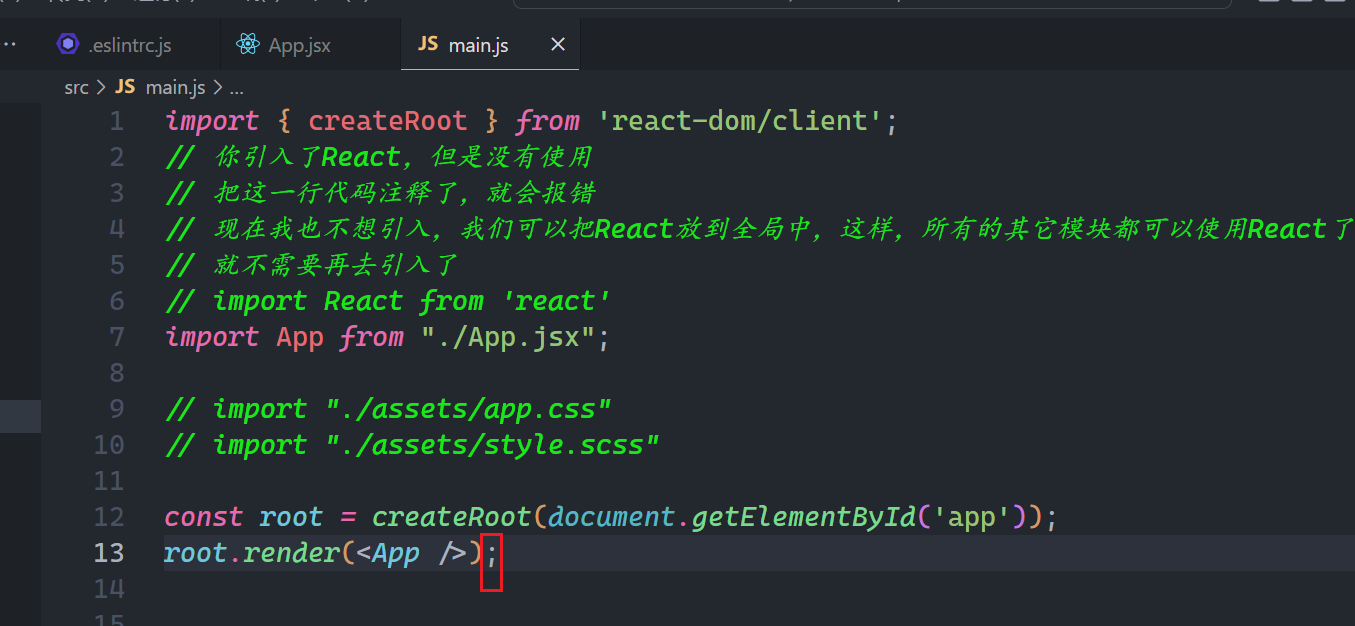 .eslintrc.js App.jsx JS main.js ×
src > JS main.js > ...
1 import { createRoot } from 'react-dom/client';
2 // 你引入了React，但是没有使用
3 // 把这一行代码注释了，就会报错
4 // 现在我也不想引入，我们可以把React放到全局中，这样，所有的其它模块都可以使用React了
5 // 就不需要再去引入了
6 // import React from 'react'
7 import App from "./App.jsx";
8
9 // import "./assets/app.css"
10 // import "./assets/style.scss"
11
12 const root = createRoot(document.getElementById('app'));
13 root.render(<App />);
14
15